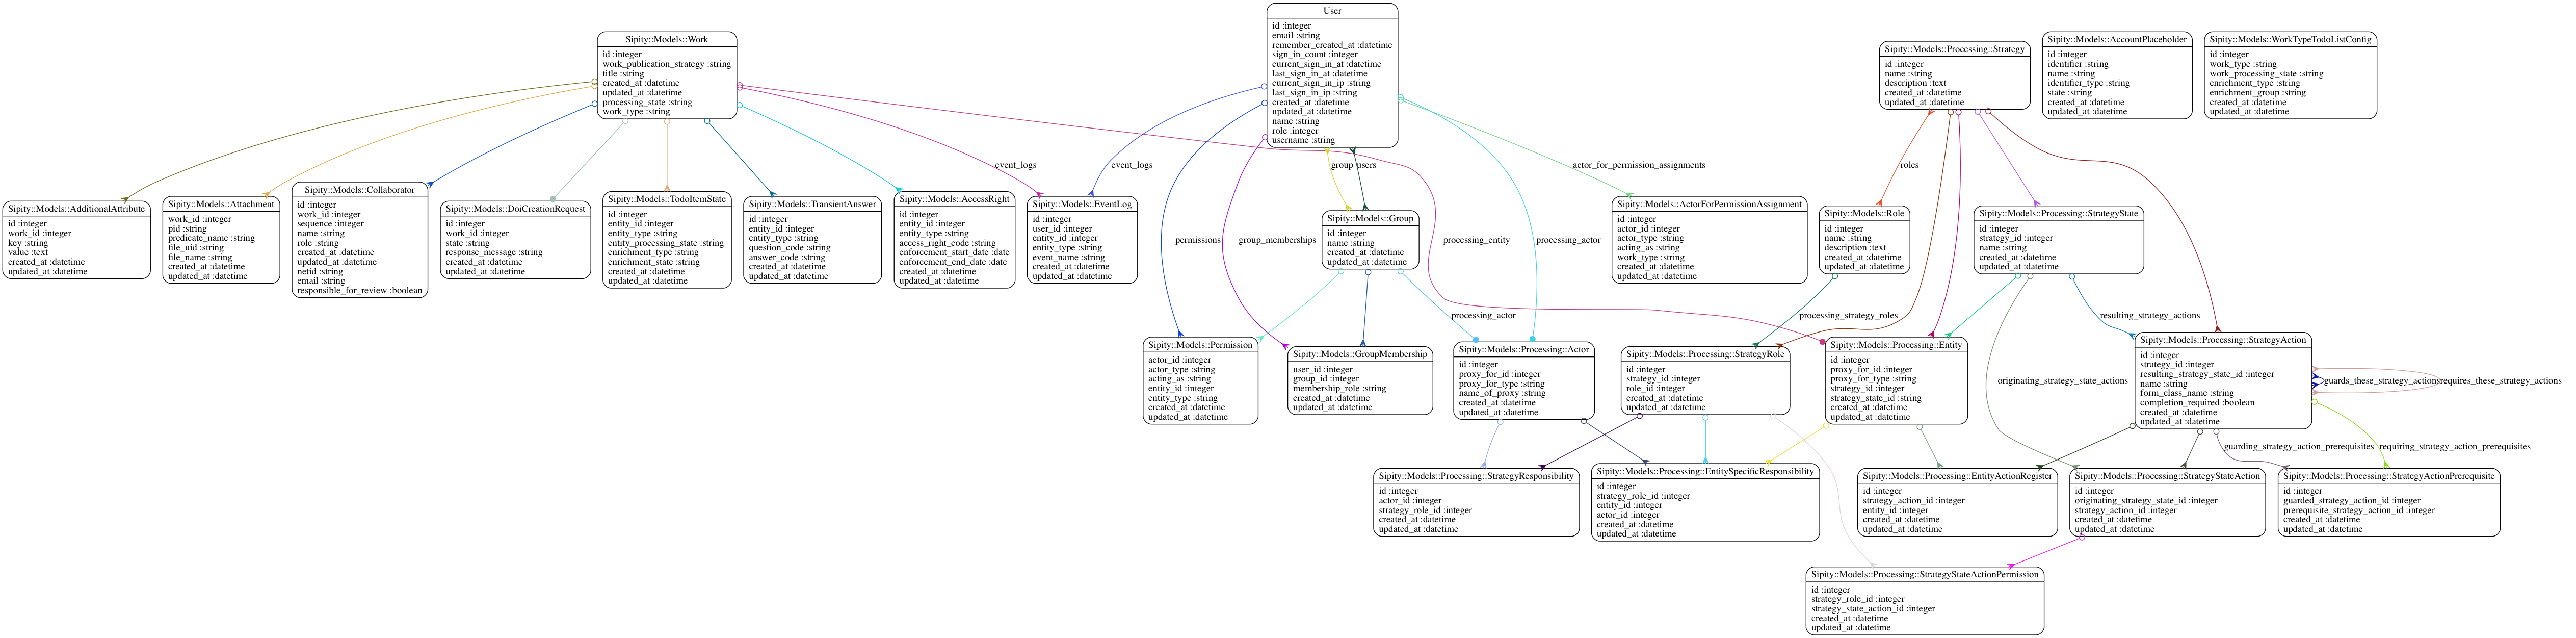 User
id :integer
email :string
remember_created_at :datetime
sign_in_count :integer
current_sign_in_at :datetime
last_sign_in_at :datetime
current_sign_in_ip :string
last_sign_in_ip :string
created_at :datetime
updated_at :datetime
name :string
role :integer
username :string
Sipity::Models::Work
id :integer
work_publication_strategy :string
title :string
created_at :datetime
updated_at :datetime
processing_state :string
work_type :string
Sipity::Models::Processing::Strategy
id :integer
name :string
description :text
created_at :datetime
updated_at :datetime
Sipity::Models::AccountPlaceholder
id :integer
identifier :string
name :string
identifier_type :string
state :string
created_at :datetime
updated_at :datetime
Sipity::Models::WorkTypeTodoListConfig
id :integer
work_type :string
work_processing_state :string
enrichment_type :string
enrichment_group :string
created_at :datetime
updated_at :datetime
event_logs
event_logs
group
users
actor_for_permission_assignments
roles
Sipity::Models::AdditionalAttribute
id :integer
work_id :integer
key :string
value :text
created_at :datetime
updated_at :datetime
Sipity::Models::Attachment
work_id :integer
pid :string
predicate_name :string
file_uid :string
file_name :string
created_at :datetime
updated_at :datetime
Sipity::Models::Collaborator
id :integer
work_id :integer
sequence :integer
name :string
role :string
created_at :datetime
updated_at :datetime
netid :string
email :string
responsible_for_review :boolean
Sipity::Models::DoiCreationRequest
id :integer
work_id :integer
state :string
response_message :string
created_at :datetime
updated_at :datetime
Sipity::Models::TodoItemState
id :integer
entity_id :integer
entity_type :string
entity_processing_state :string
enrichment_type :string
enrichment_state :string
created_at :datetime
updated_at :datetime
Sipity::Models::TransientAnswer
id :integer
entity_id :integer
entity_type :string
question_code :string
answer_code :string
created_at :datetime
updated_at :datetime
Sipity::Models::AccessRight
id :integer
entity_id :integer
entity_type :string
access_right_code :string
enforcement_start_date :date
enforcement_end_date :date
created_at :datetime
updated_at :datetime
Sipity::Models::EventLog
id :integer
user_id :integer
entity_id :integer
entity_type :string
event_name :string
created_at :datetime
updated_at :datetime
permissions
group_memberships
Sipity::Models::Group
id :integer
name :string
created_at :datetime
updated_at :datetime
processing_entity
processing_actor
Sipity::Models::ActorForPermissionAssignment
id :integer
actor_id :integer
actor_type :string
acting_as :string
work_type :string
created_at :datetime
updated_at :datetime
Sipity::Models::Role
id :integer
name :string
description :text
created_at :datetime
updated_at :datetime
Sipity::Models::Processing::StrategyState
id :integer
strategy_id :integer
name :string
created_at :datetime
updated_at :datetime
processing_actor
processing_strategy_roles
resulting_strategy_actions
Sipity::Models::Permission
actor_id :integer
actor_type :string
acting_as :string
entity_id :integer
entity_type :string
created_at :datetime
updated_at :datetime
Sipity::Models::GroupMembership
user_id :integer
group_id :integer
membership_role :string
created_at :datetime
updated_at :datetime
Sipity::Models::Processing::Actor
id :integer
proxy_for_id :integer
proxy_for_type :string
name_of_proxy :string
created_at :datetime
updated_at :datetime
Sipity::Models::Processing::StrategyRole
id :integer
strategy_id :integer
role_id :integer
created_at :datetime
updated_at :datetime
Sipity::Models::Processing::Entity
id :integer
proxy_for_id :integer
proxy_for_type :string
strategy_id :integer
strategy_state_id :string
created_at :datetime
updated_at :datetime
originating_strategy_state_actions
Sipity::Models::Processing::StrategyAction
id :integer
strategy_id :integer
resulting_strategy_state_id :integer
name :string
form_class_name :string
completion_required :boolean
created_at :datetime
updated_at :datetime
guards_these_strategy_actions
requires_these_strategy_actions
guarding_strategy_action_prerequisites
requiring_strategy_action_prerequisites
Sipity::Models::Processing::StrategyResponsibility
id :integer
actor_id :integer
strategy_role_id :integer
created_at :datetime
updated_at :datetime
Sipity::Models::Processing::EntitySpecificResponsibility
id :integer
strategy_role_id :integer
entity_id :integer
actor_id :integer
created_at :datetime
updated_at :datetime
Sipity::Models::Processing::EntityActionRegister
id :integer
strategy_action_id :integer
entity_id :integer
created_at :datetime
updated_at :datetime
Sipity::Models::Processing::StrategyStateAction
id :integer
originating_strategy_state_id :integer
strategy_action_id :integer
created_at :datetime
updated_at :datetime
Sipity::Models::Processing::StrategyActionPrerequisite
id :integer
guarded_strategy_action_id :integer
prerequisite_strategy_action_id :integer
created_at :datetime
updated_at :datetime
Sipity::Models::Processing::StrategyStateActionPermission
id :integer
strategy_role_id :integer
strategy_state_action_id :integer
created_at :datetime
updated_at :datetime